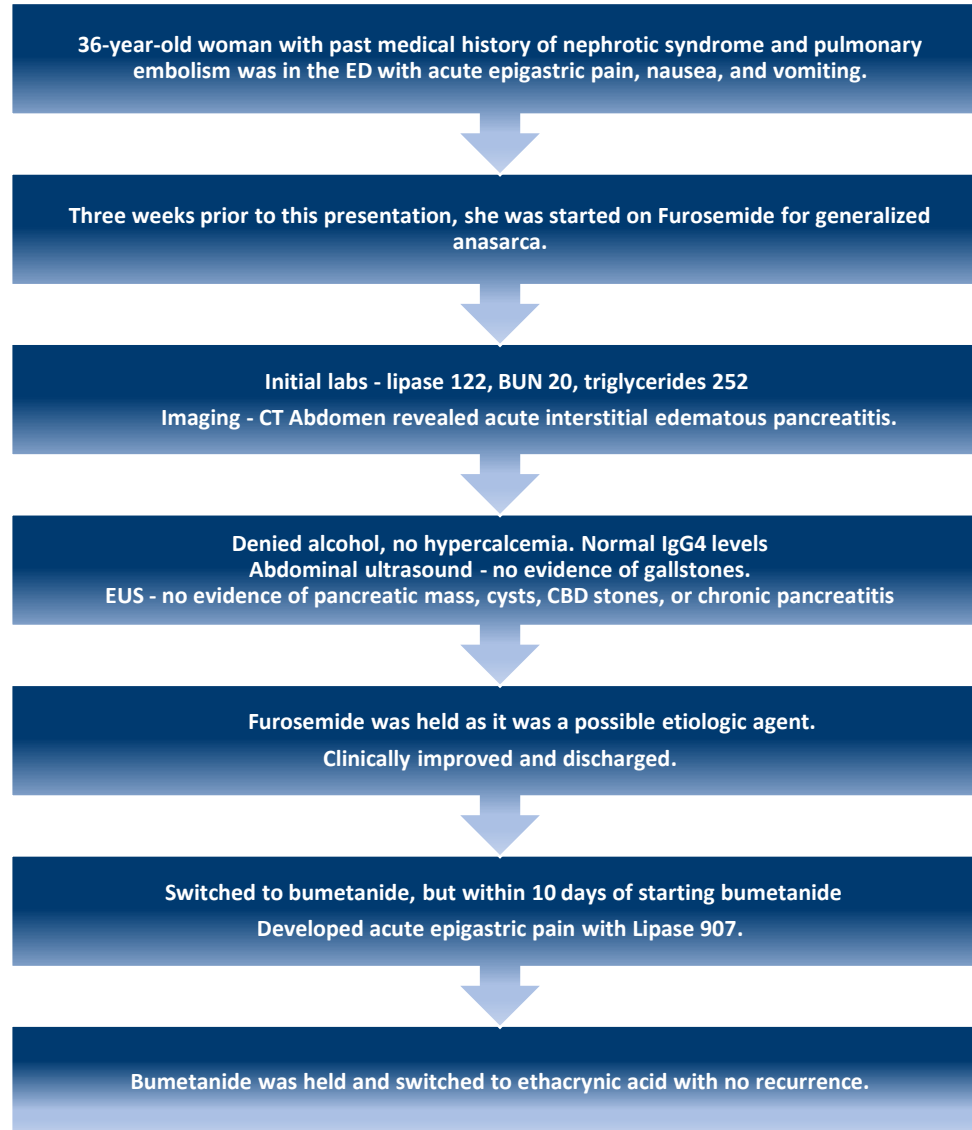 36-year-old woman with past medical history of nephrotic syndrome and pulmonary
embolism was in the ED with acute epigastric pain, nausea, and vomiting.
Three weeks prior to this presentation, she was started on Furosemide for generalized
anasarca.
Initial labs - lipase 122, BUN 20, triglycerides 252
Imaging - CT Abdomen revealed acute interstitial edematous pancreatitis.
Denied alcohol, no hypercalcemia. Normal IgG4 levels
Abdominal ultrasound - no evidence of gallstones.
EUS - no evidence of pancreatic mass, cysts, CBD stones, or chronic pancreatitis
Furosemide was held as it was a possible etiologic agent.
Clinically improved and discharged.
Switched to bumetanide, but within 10 days of starting bumetanide
Developed acute epigastric pain with Lipase 907.
Bumetanide was held and switched to ethacrynic acid with no recurrence.